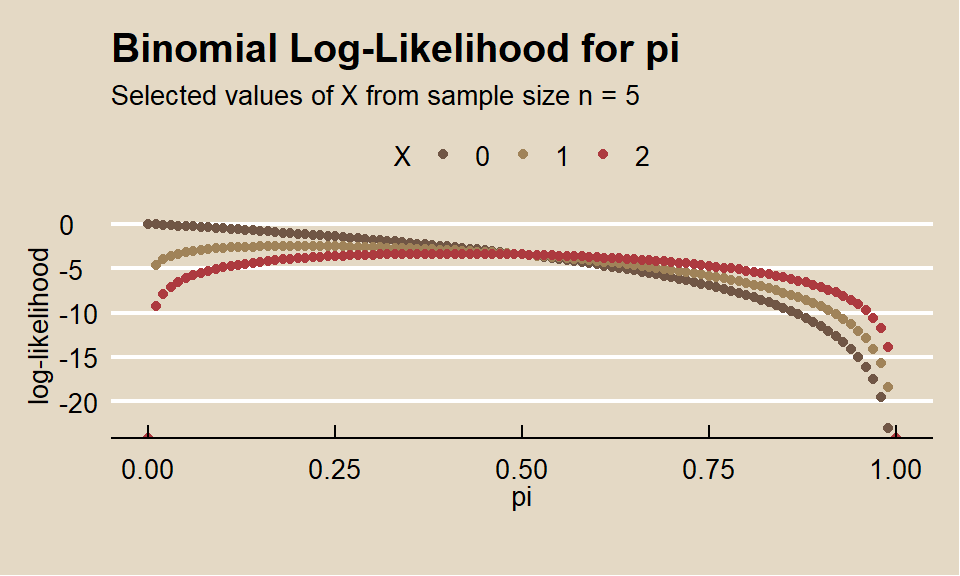 Binomial Log-Likelihood for pi
Selected values of X from sample size n = 5
X 0 1 2
0
-5
-10
-15
-20
log-likelihood
0.00 0.25 0.50 0.75 1.00
pi